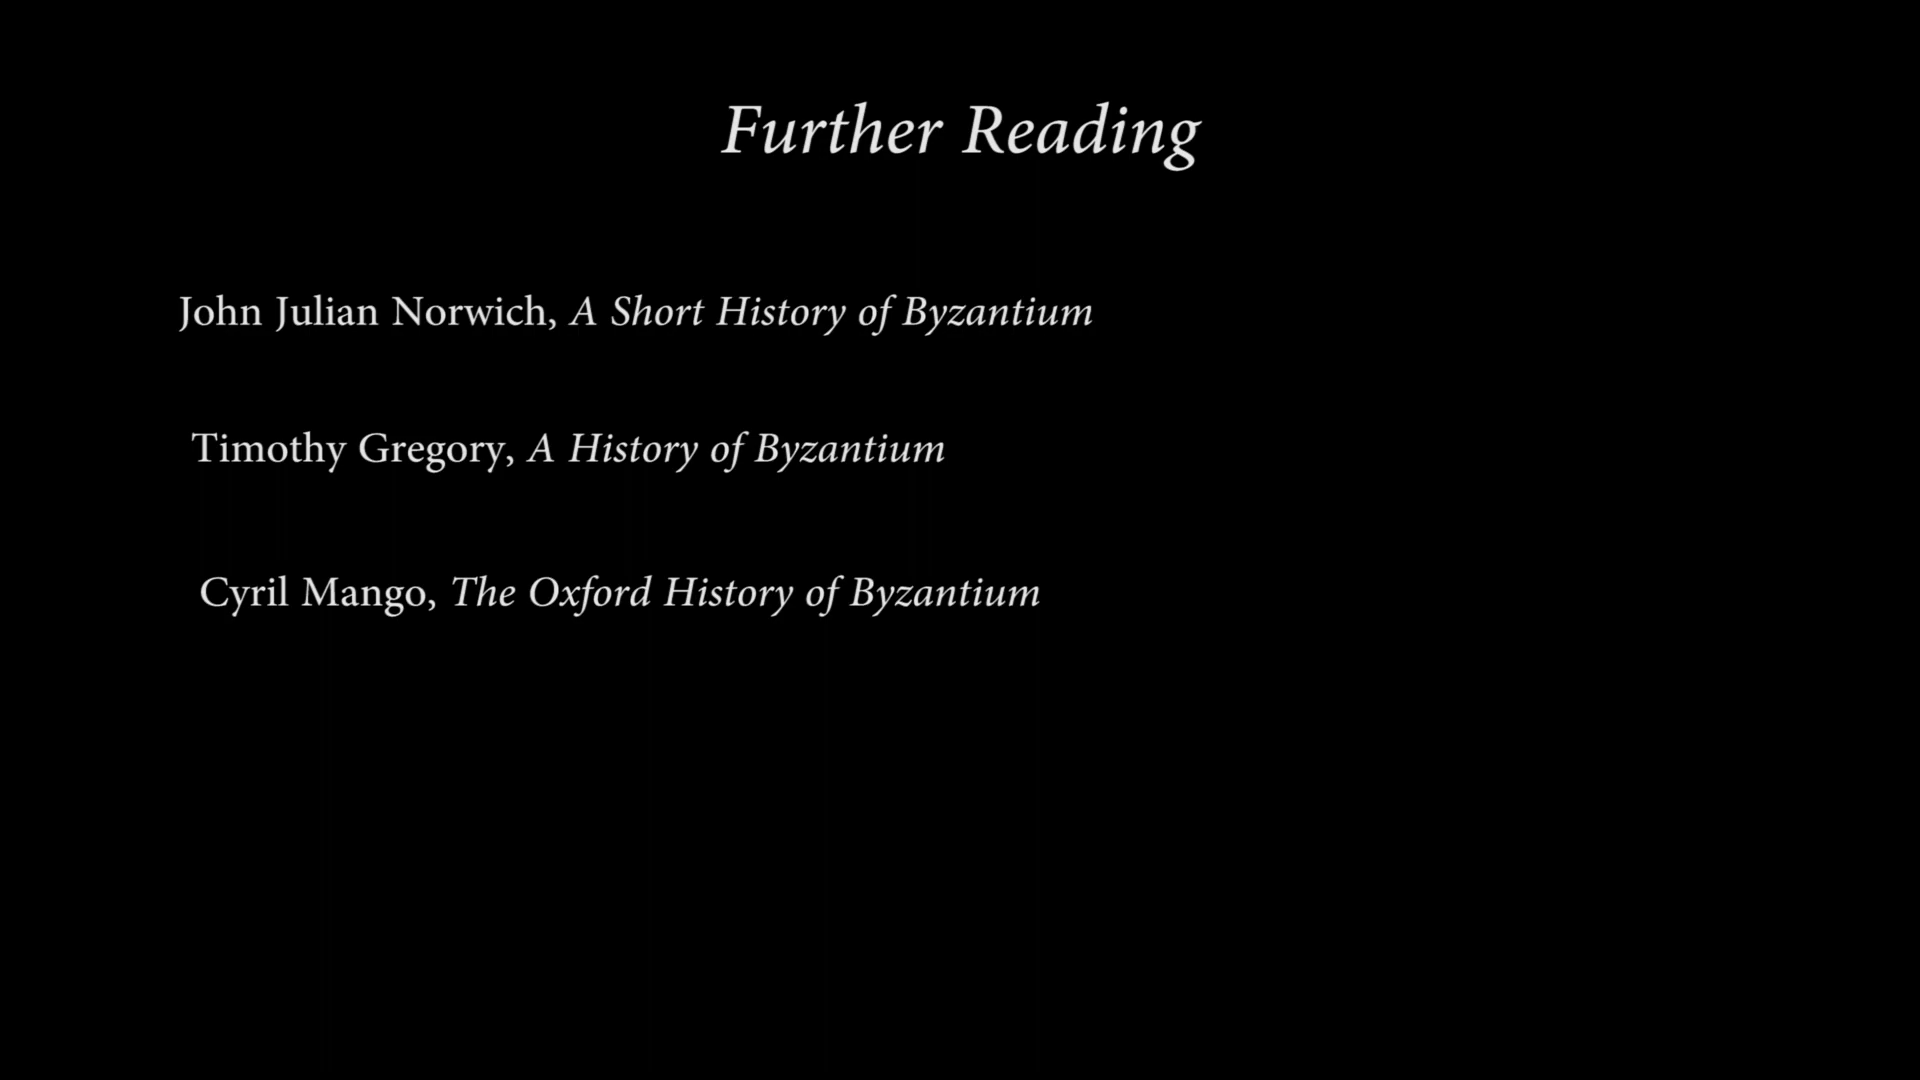 Further Reading
John Julian Norwich, A Short History of Byzantium
Timothy Gregory, A History of Byzantium
Cyril Mango, The Oxford History of Byzantium